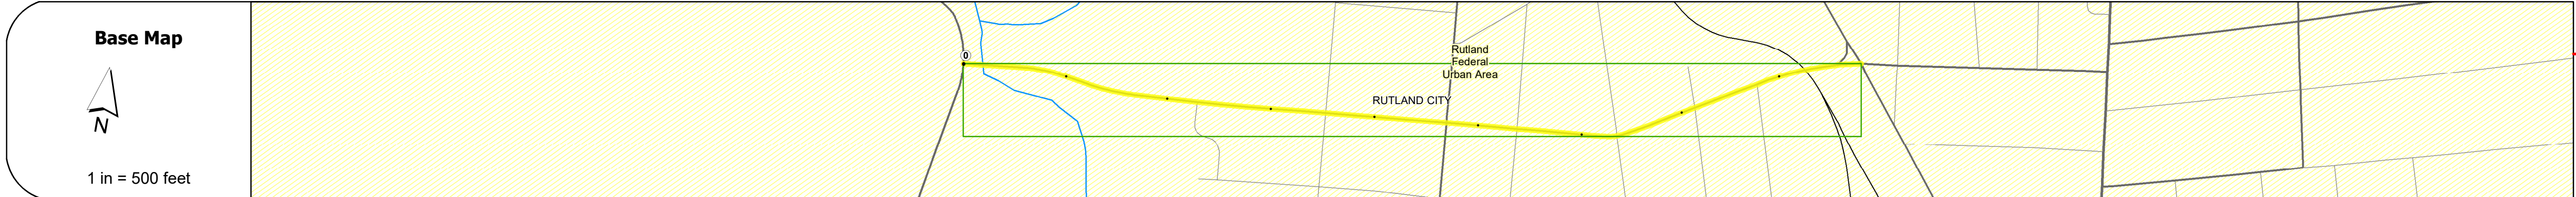 Base Map
N
1 in = 500 feet
0
Rutland
Federal
Urban Area
RUTLAND CITY